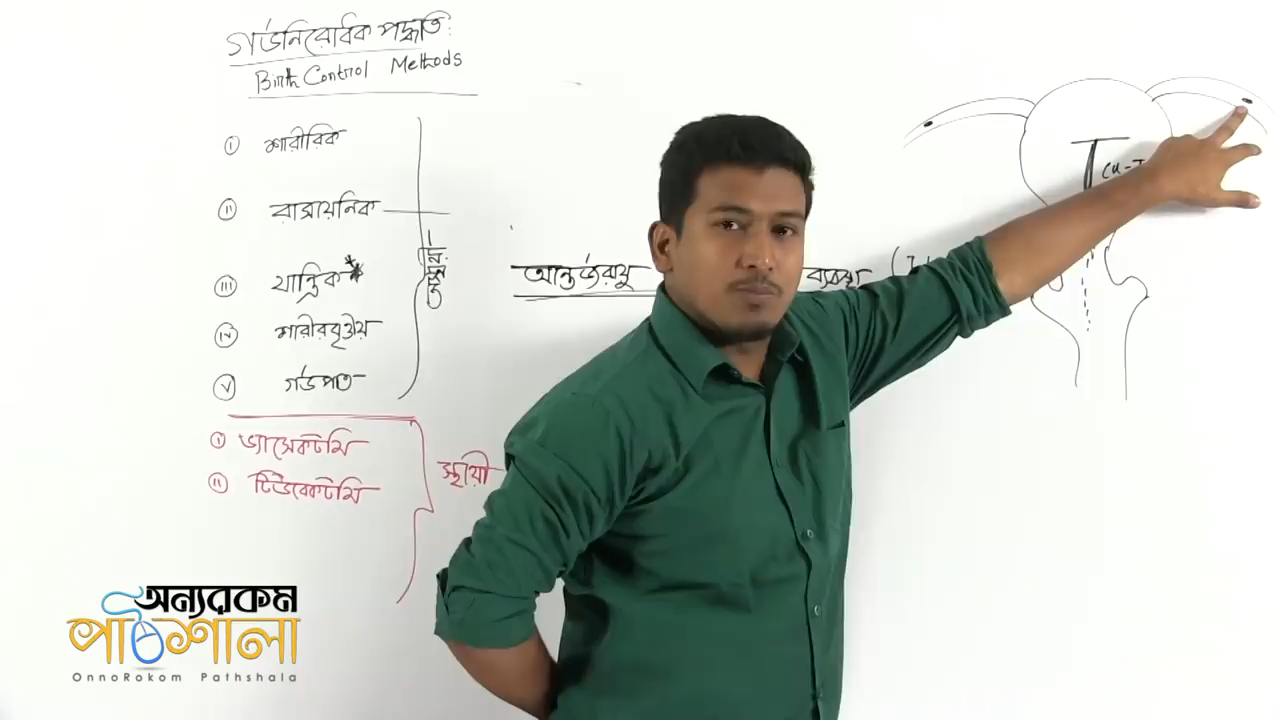 গর্ভনিরোধক পদ্ধতি:
Birth Control Methods
i শারীরিক
ii রাসায়নিক
iii যান্ত্রিক **
iv শারীরবৃত্তীয়
v গর্ভপাত
i ভ্যাসেকটমি
ii টিউবেকটমি
স্থায়ী
আন্তর্জরায়ু
ব্যবস্থা
Cu-T
অন্যরকম
পাঠশালা
OnnoRokom Pathshala